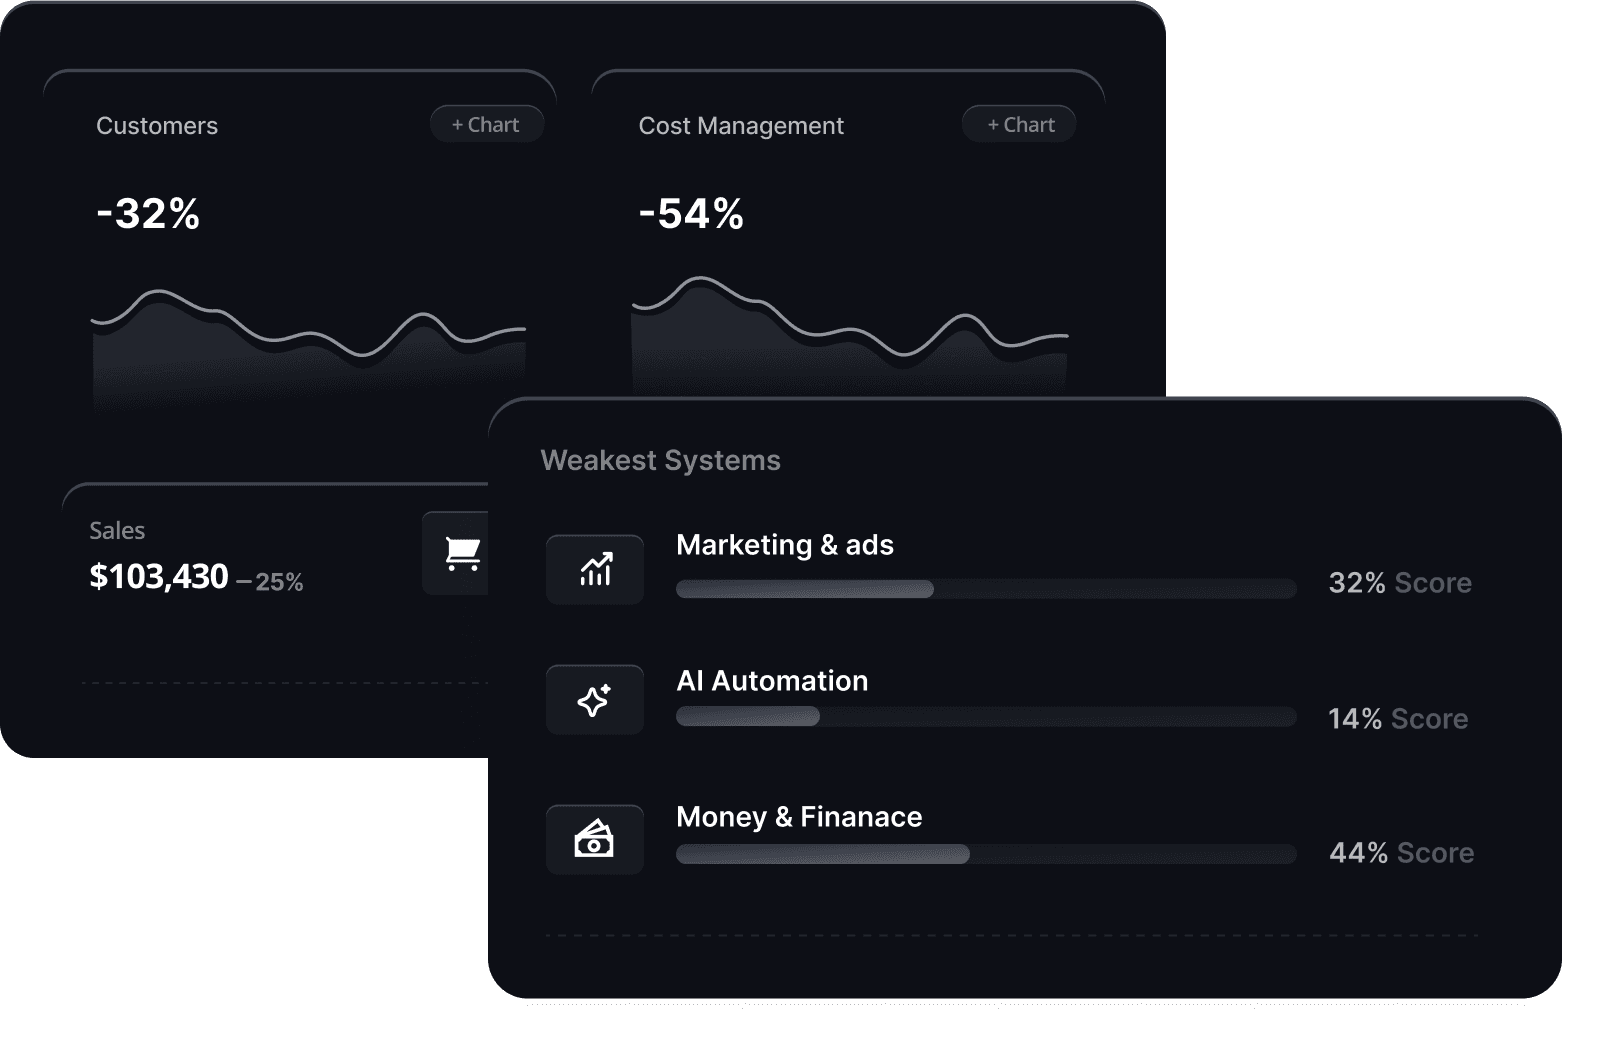 Customers
+ Chart
Cost Management
+ Chart
-32%
-54%
Sales
$103,430 –25%
Weakest Systems
Marketing & ads
32% Score
AI Automation
14% Score
Money & Finanace
44% Score